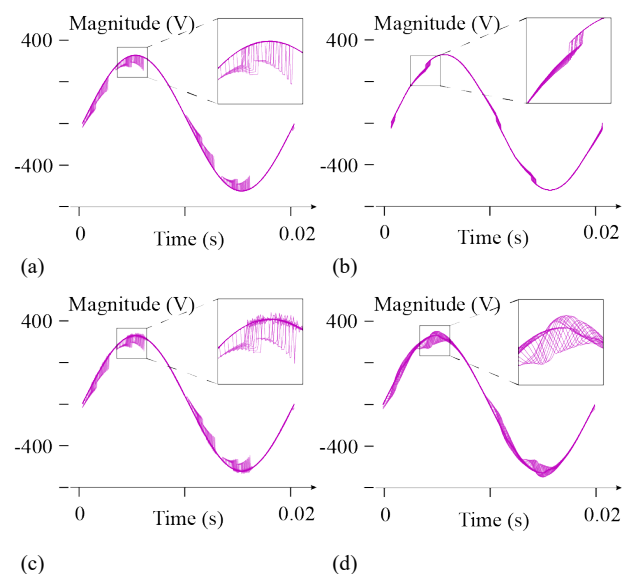 Magnitude (V)
400
-400
0
0.02
Time (s)
(a)
Magnitude (V)
400
-400
0
0.02
Time (s)
(b)
Magnitude (V)
400
-400
0
0.02
Time (s)
(c)
Magnitude (V)
400
-400
0
0.02
Time (s)
(d)